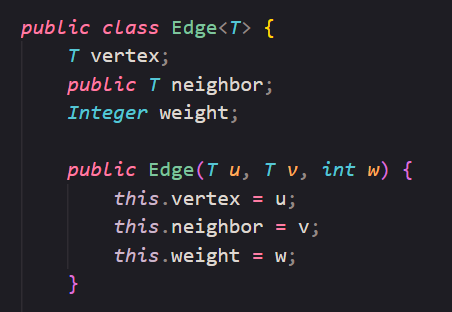 public class Edge<T> {
    T vertex;
    public T neighbor;
    Integer weight;
    public Edge(T u, T v, int w) {
        this.vertex = u;
        this.neighbor = v;
        this.weight = w;
    }